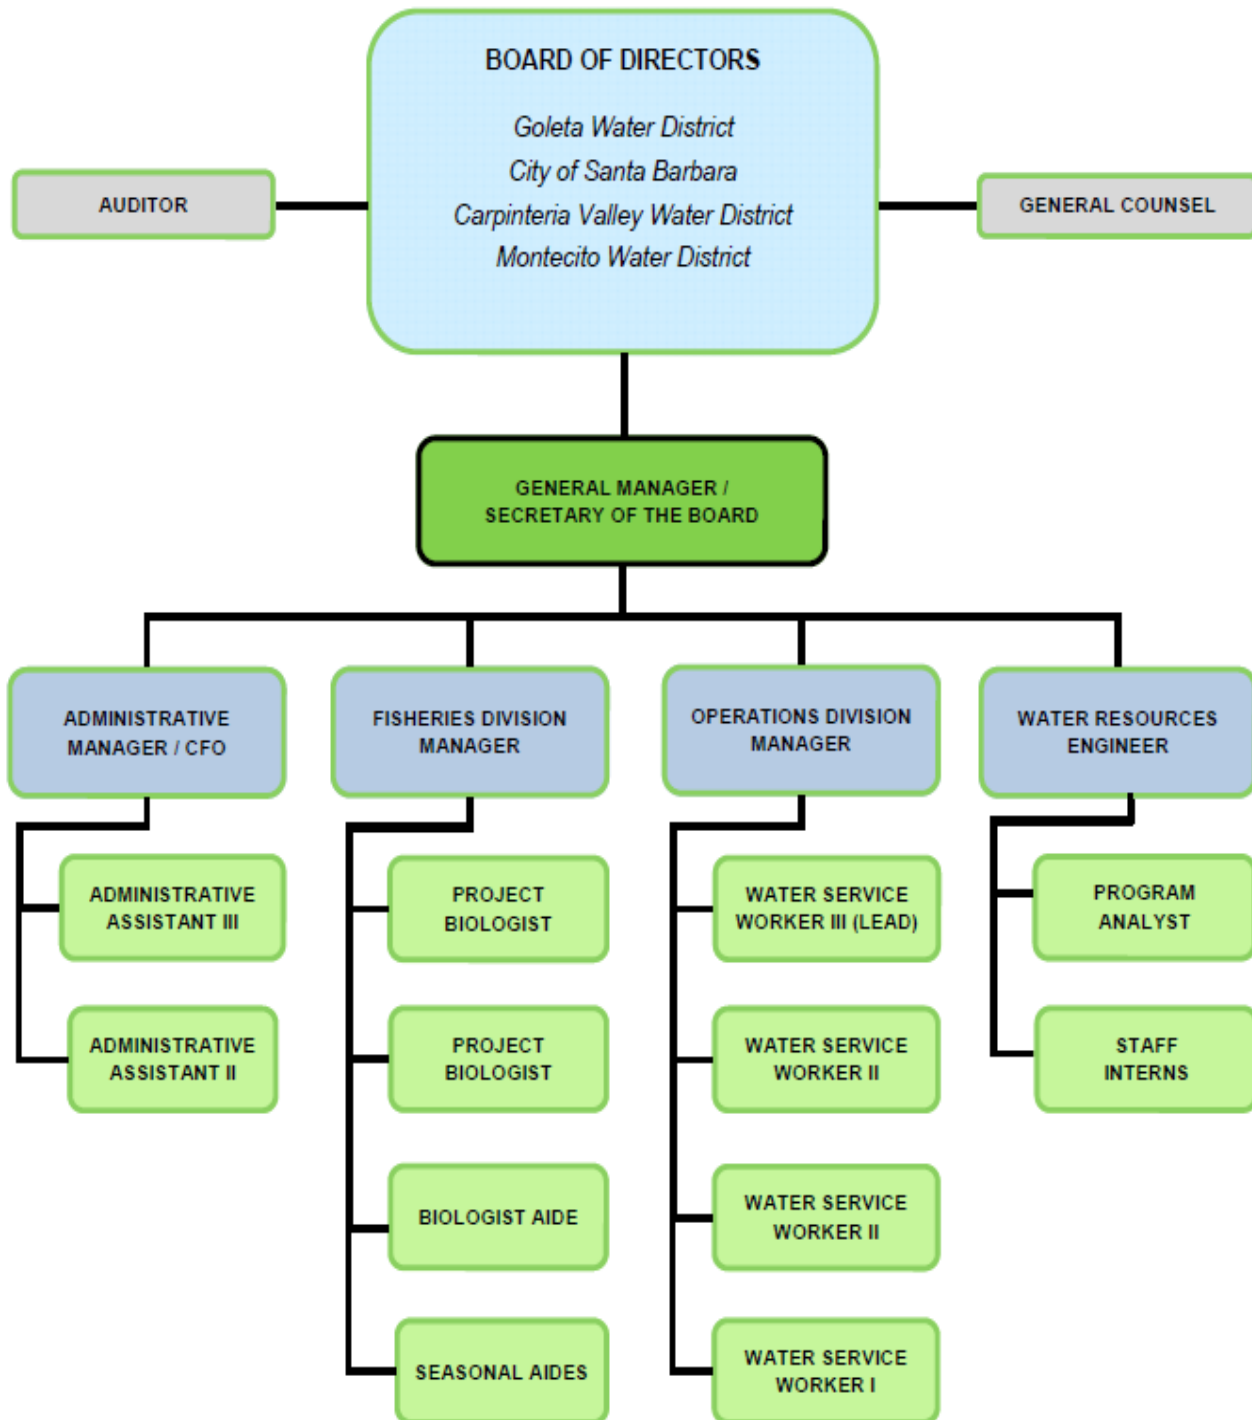 BOARD OF DIRECTORS
Goleta Water District
City of Santa Barbara
Carpinteria Valley Water District
Montecito Water District
AUDITOR
GENERAL COUNSEL
GENERAL MANAGER /
SECRETARY OF THE BOARD
ADMINISTRATIVE
MANAGER / CFO
FISHERIES DIVISION
MANAGER
OPERATIONS DIVISION
MANAGER
WATER RESOURCES
ENGINEER
ADMINISTRATIVE
ASSISTANT III
ADMINISTRATIVE
ASSISTANT II
PROJECT
BIOLOGIST
PROJECT
BIOLOGIST
BIOLOGIST AIDE
SEASONAL AIDES
WATER SERVICE
WORKER III (LEAD)
WATER SERVICE
WORKER II
WATER SERVICE
WORKER II
WATER SERVICE
WORKER I
PROGRAM
ANALYST
STAFF
INTERNS